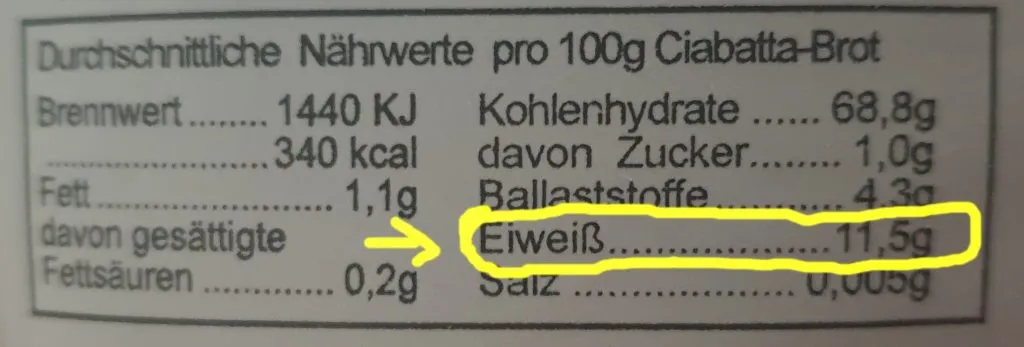 Durchschnittliche Nährwerte pro 100g Ciabatta-Brot
Brennwert ........ 1440 KJ
....................... 340 kcal
Fett ........................ 1,1g
davon gesättigte
Fettsäuren ............. 0,2g
Kohlenhydrate ...... 68,8g
davon Zucker......... 1,0g
Ballaststoffe ............ 4,3g
Eiweiß...................... 11,5g
Salz ...................... 0,005g